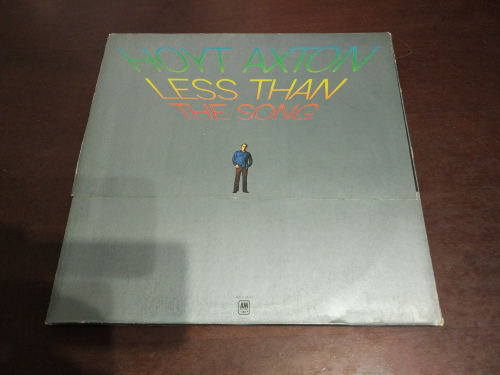 HOYT AXTON
LESS THAN
THE SONG
A&M